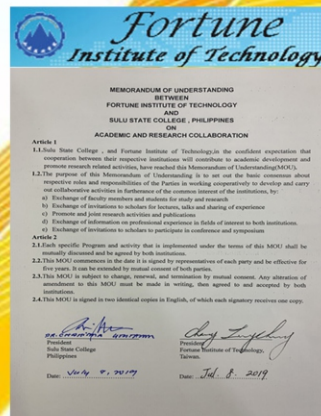 Fortune
Institute of Technology
MEMORANDUM OF UNDERSTANDING
BETWEEN
FORTUNE INSTITUTE OF TECHNOLOGY
AND
SULU STATE COLLEGE , PHILIPPINES
ON
ACADEMIC AND RESEARCH COLLABORATION
Article 1
1.1.Sulu State College , and Fortune Institute of Technology,in the confident expectation that
cooperation between their respective institutions will contribute to academic development and
promote research related activities, have reached this Memorandum of Understanding(MOU).
1.2.The purpose of this Memorandum of Understanding is to set out the basic consensus about
respective roles and responsibilities of the Parties in working cooperatively to develop and carry
out collaborative activities in furtherance of the common interest of the institutions, by:
a) Exchange of faculty members and students for study and research
b) Exchange of invitations to scholars for lectures, talks and sharing of experience
c) Promote and joint research activities and publications
d) Exchange of information on professional experience in fields of interest to both institutions.
e) Exchange of invitations to scholars to participate in conference and symposium
Article 2
2.1.Each specific Program and activity that is implemented under the terms of this MOU shall be
mutually discussed and be agreed by both institutions.
2.2.This MOU commences in the date it is signed by representatives of each party and be effective for
five years. It can be extended by mutual consent of both parties.
2.3.This MOU is subject to change, renewal, and termination by mutual consent. Any alteration of
amendment to this MOU must be made in writing, then agreed to and accepted by both
institutions.
2.4.This MOU is signed in two identical copies in English, of which each signatory receives one copy.
President
Sulu State College
Philippines
Date: July 8, 2019
President
Fortune Institute of Technology,
Taiwan.
Date: Jul. 8. 2019